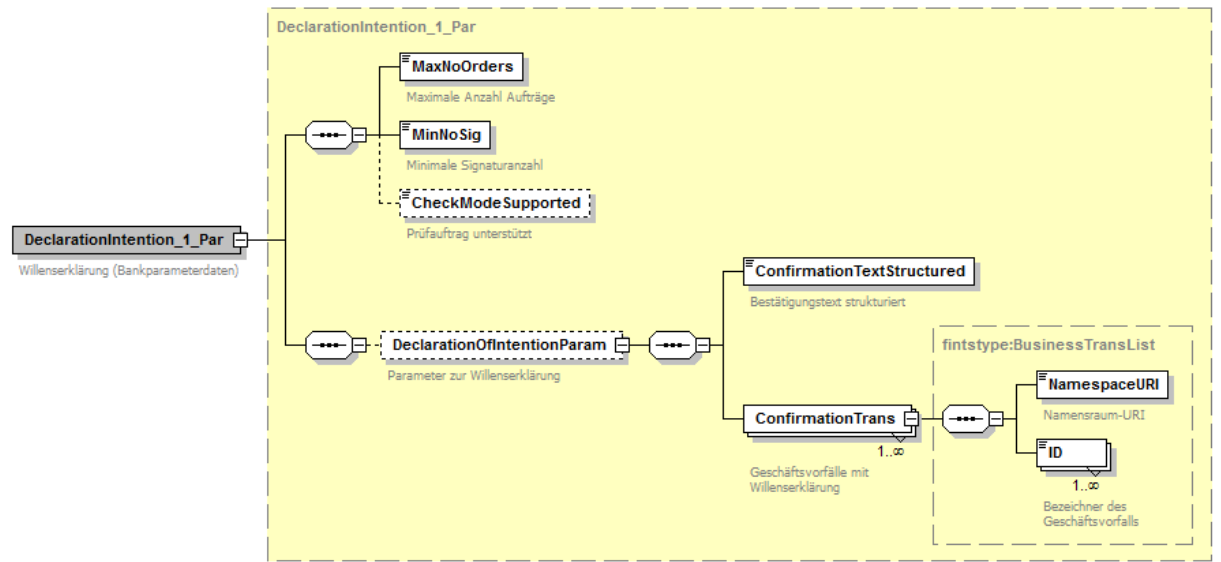 DeclarationIntention_1_Par
MaxNoOrders
Maximale Anzahl Aufträge
MinNoSig
Minimale Signaturanzahl
CheckModeSupported
Prüfauftrag unterstützt
DeclarationIntention_1_Par
Willenserklärung (Bankparameterdaten)
ConfirmationTextStructured
Bestätigungstext strukturiert
DeclarationOfIntentionParam
Parameter zur Willenserklärung
fintstype:BusinessTransList
NamespaceURI
Namensraum-URI
ConfirmationTrans
1..∞
Geschäftsvorfälle mit
Willenserklärung
ID
1..∞
Bezeichner des
Geschäftsvorfalls